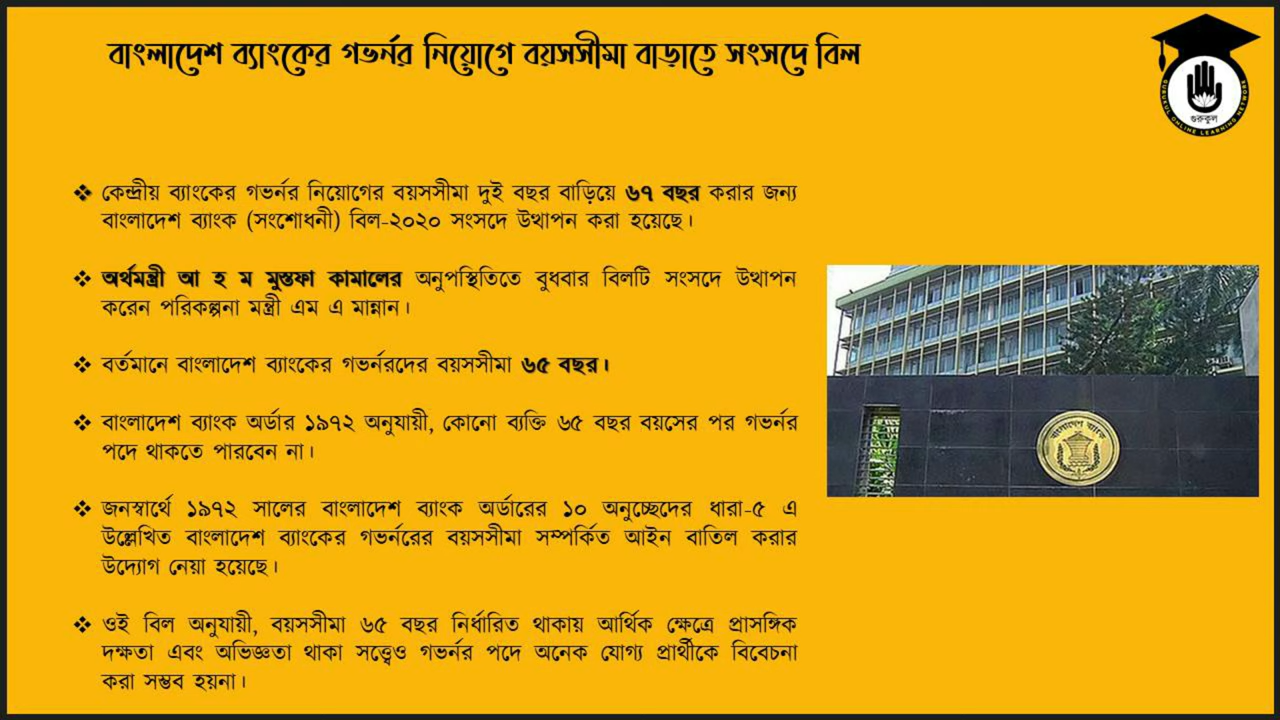 বাংলাদেশ ব্যাংকের গভর্নর নিয়োগে বয়সসীমা বাড়াতে সংসদে বিল
গুরুকুল
GURUKUL ONLINE LEARNING NETWORK
❖ কেন্দ্রীয় ব্যাংকের গভর্নর নিয়োগের বয়সসীমা দুই বছর বাড়িয়ে ৬৭ বছর করার জন্য
বাংলাদেশ ব্যাংক (সংশোধনী) বিল-২০২০ সংসদে উত্থাপন করা হয়েছে।
❖ অর্থমন্ত্রী আ হ ম মুস্তফা কামালের অনুপস্থিতিতে বুধবার বিলটি সংসদে উত্থাপন
করেন পরিকল্পনা মন্ত্রী এম এ মান্নান।
❖ বর্তমানে বাংলাদেশ ব্যাংকের গভর্নরদের বয়সসীমা ৬৫ বছর।
❖ বাংলাদেশ ব্যাংক অর্ডার ১৯৭২ অনুযায়ী, কোনো ব্যক্তি ৬৫ বছর বয়সের পর গভর্নর
পদে থাকতে পারবেন না।
❖ জনস্বার্থে ১৯৭২ সালের বাংলাদেশ ব্যাংক অর্ডারের ১০ অনুচ্ছেদের ধারা-৫ এ
উল্লেখিত বাংলাদেশ ব্যাংকের গভর্নরের বয়সসীমা সম্পর্কিত আইন বাতিল করার
উদ্যোগ নেয়া হয়েছে।
❖ ওই বিল অনুযায়ী, বয়সসীমা ৬৫ বছর নির্ধারিত থাকায় আর্থিক ক্ষেত্রে প্রাসঙ্গিক
দক্ষতা এবং অভিজ্ঞতা থাকা সত্ত্বেও গভর্নর পদে অনেক যোগ্য প্রার্থীকে বিবেচনা
করা সম্ভব হয়না।
বাংলাদেশ ব্যাংক